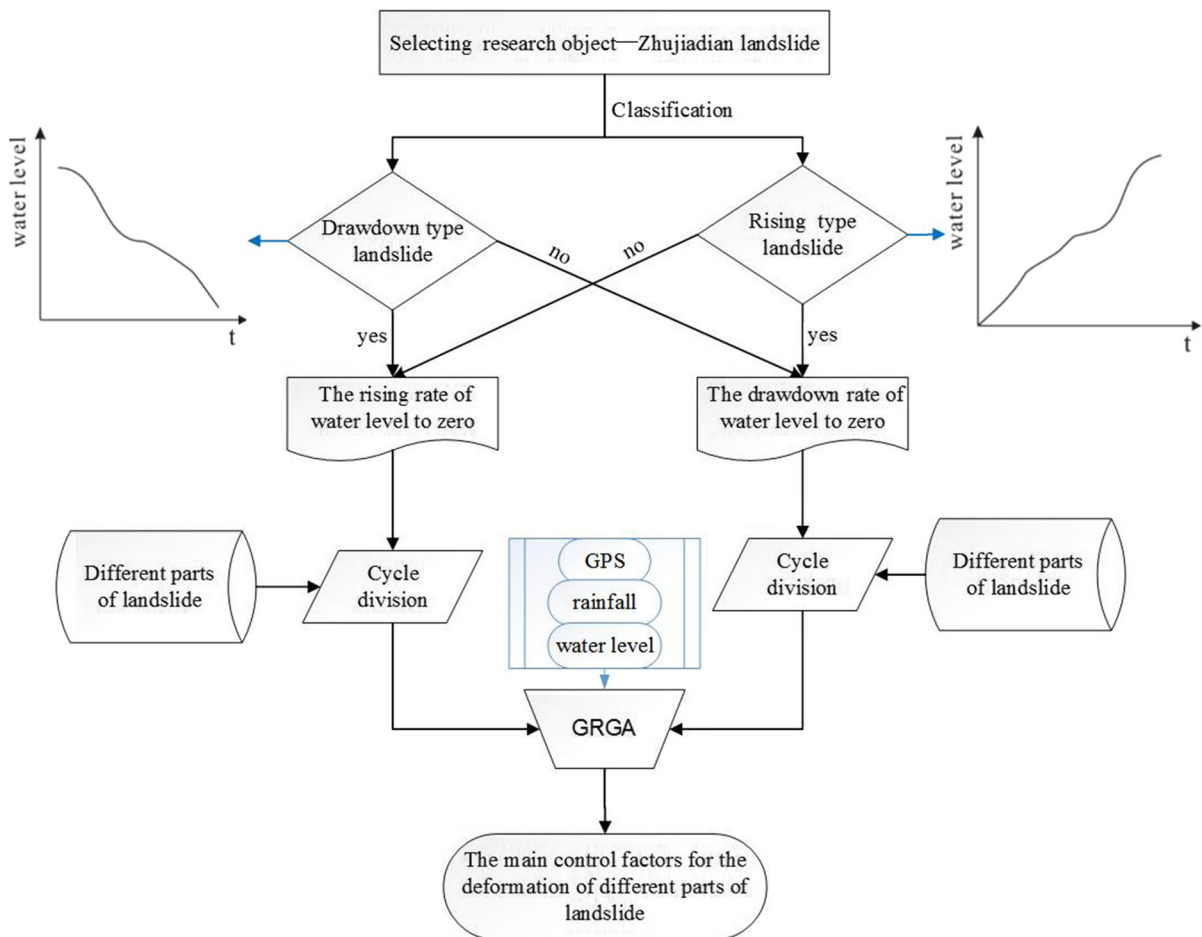 Selecting research object—Zhujiadian landslide
Classification
water level
t
Drawdown type
landslide
no
yes
Rising type
landslide
no
yes
water level
t
The rising rate of
water level to zero
The drawdown rate of
water level to zero
Different parts
of landslide
Cycle
division
GPS
rainfall
water level
Cycle
division
Different parts
of landslide
GRGA
The main control factors for the
deformation of different parts of
landslide